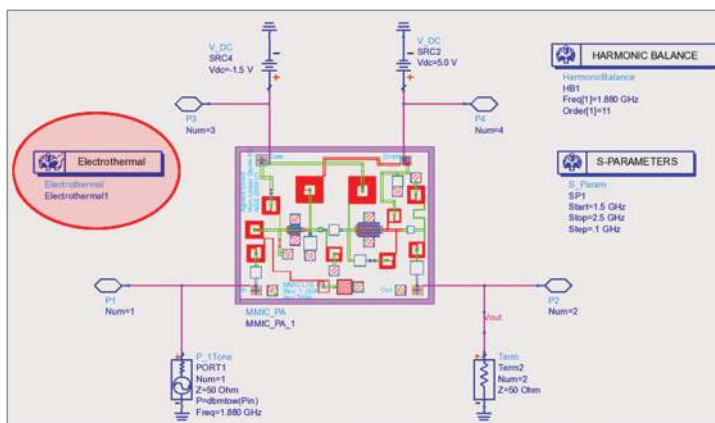 V_DC
SRC4
Vdc=-1.5 V
V_DC
SRC2
Vdc=5.0 V
HARMONIC BALANCE
HarmonicBalance
HB1
Freq[1]=1.880 GHz
Order[1]=11
P3
Num=3
P4
Num=4
Electrothermal
Electrothermal
Electrothermal1
S-PARAMETERS
S_Param
SP1
Start=1.5 GHz
Stop=2.5 GHz
Step=.1 GHz
Gate
In
Out
P1
Num=1
MMIC_PA
MMIC_PA_1
P2
Num=2
Vout
P_1Tone
PORT1
Num=1
Z=50 Ohm
P=dbmtow(Pin)
Freq=1.880 GHz
Term
Term2
Num=2
Z=50 Ohm